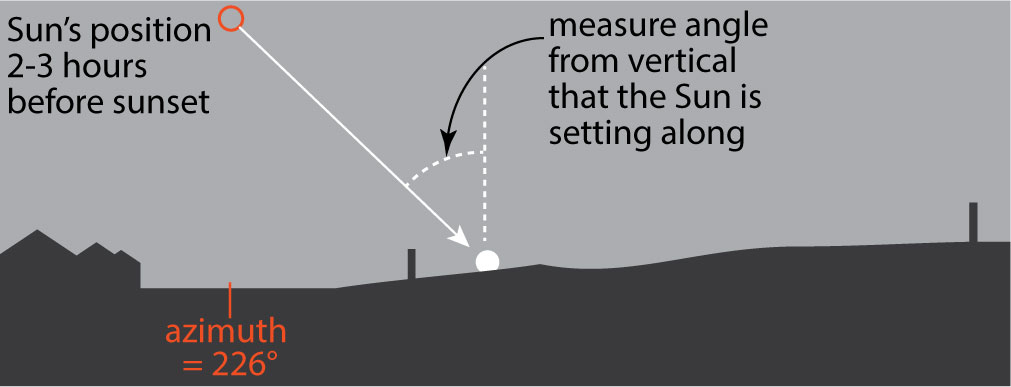 Sun's position
2-3 hours
before sunset
measure angle
from vertical
that the Sun is
setting along
azimuth
= 226°